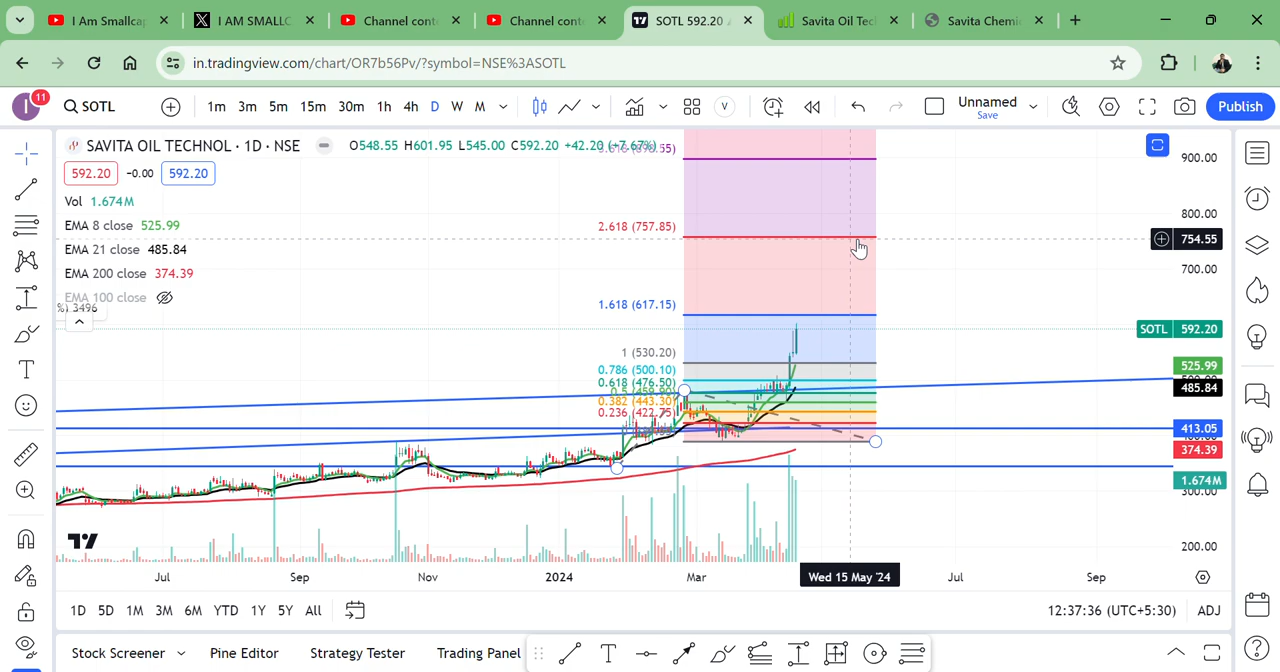 I Am Smallcap
I AM SMALLC
Channel cont
Channel cont
SOTL 592.20
Savita Oil Tec
Savita Chemi
in.tradingview.com/chart/OR7b56Pv/?symbol=NSE%3ASOTL
I 11
SOTL
1m 3m 5m 15m 30m 1h 4h D W M
V
Unnamed
Save
Publish
SAVITA OIL TECHNOL · 1D · NSE
O548.55 H601.95 L545.00 C592.20 +42.20 (+7.67%)
592.20 -0.00 592.20
Vol 1.674M
EMA 8 close 525.99
EMA 21 close 485.84
EMA 200 close 374.39
EMA 100 close
%) 3496
2.618 (757.85)
1.618 (617.15)
1 (530.20)
0.786 (500.10)
0.618 (476.50)
0.5 (459.90)
0.382 (443.30)
0.236 (422.75)
900.00
800.00
754.55
700.00
SOTL 592.20
525.99
485.84
413.05
374.39
1.674M
300.00
200.00
Jul Sep Nov 2024 Mar Wed 15 May '24 Jul Sep
1D 5D 1M 3M 6M YTD 1Y 5Y All
12:37:36 (UTC+5:30) ADJ
Stock Screener Pine Editor Strategy Tester Trading Panel